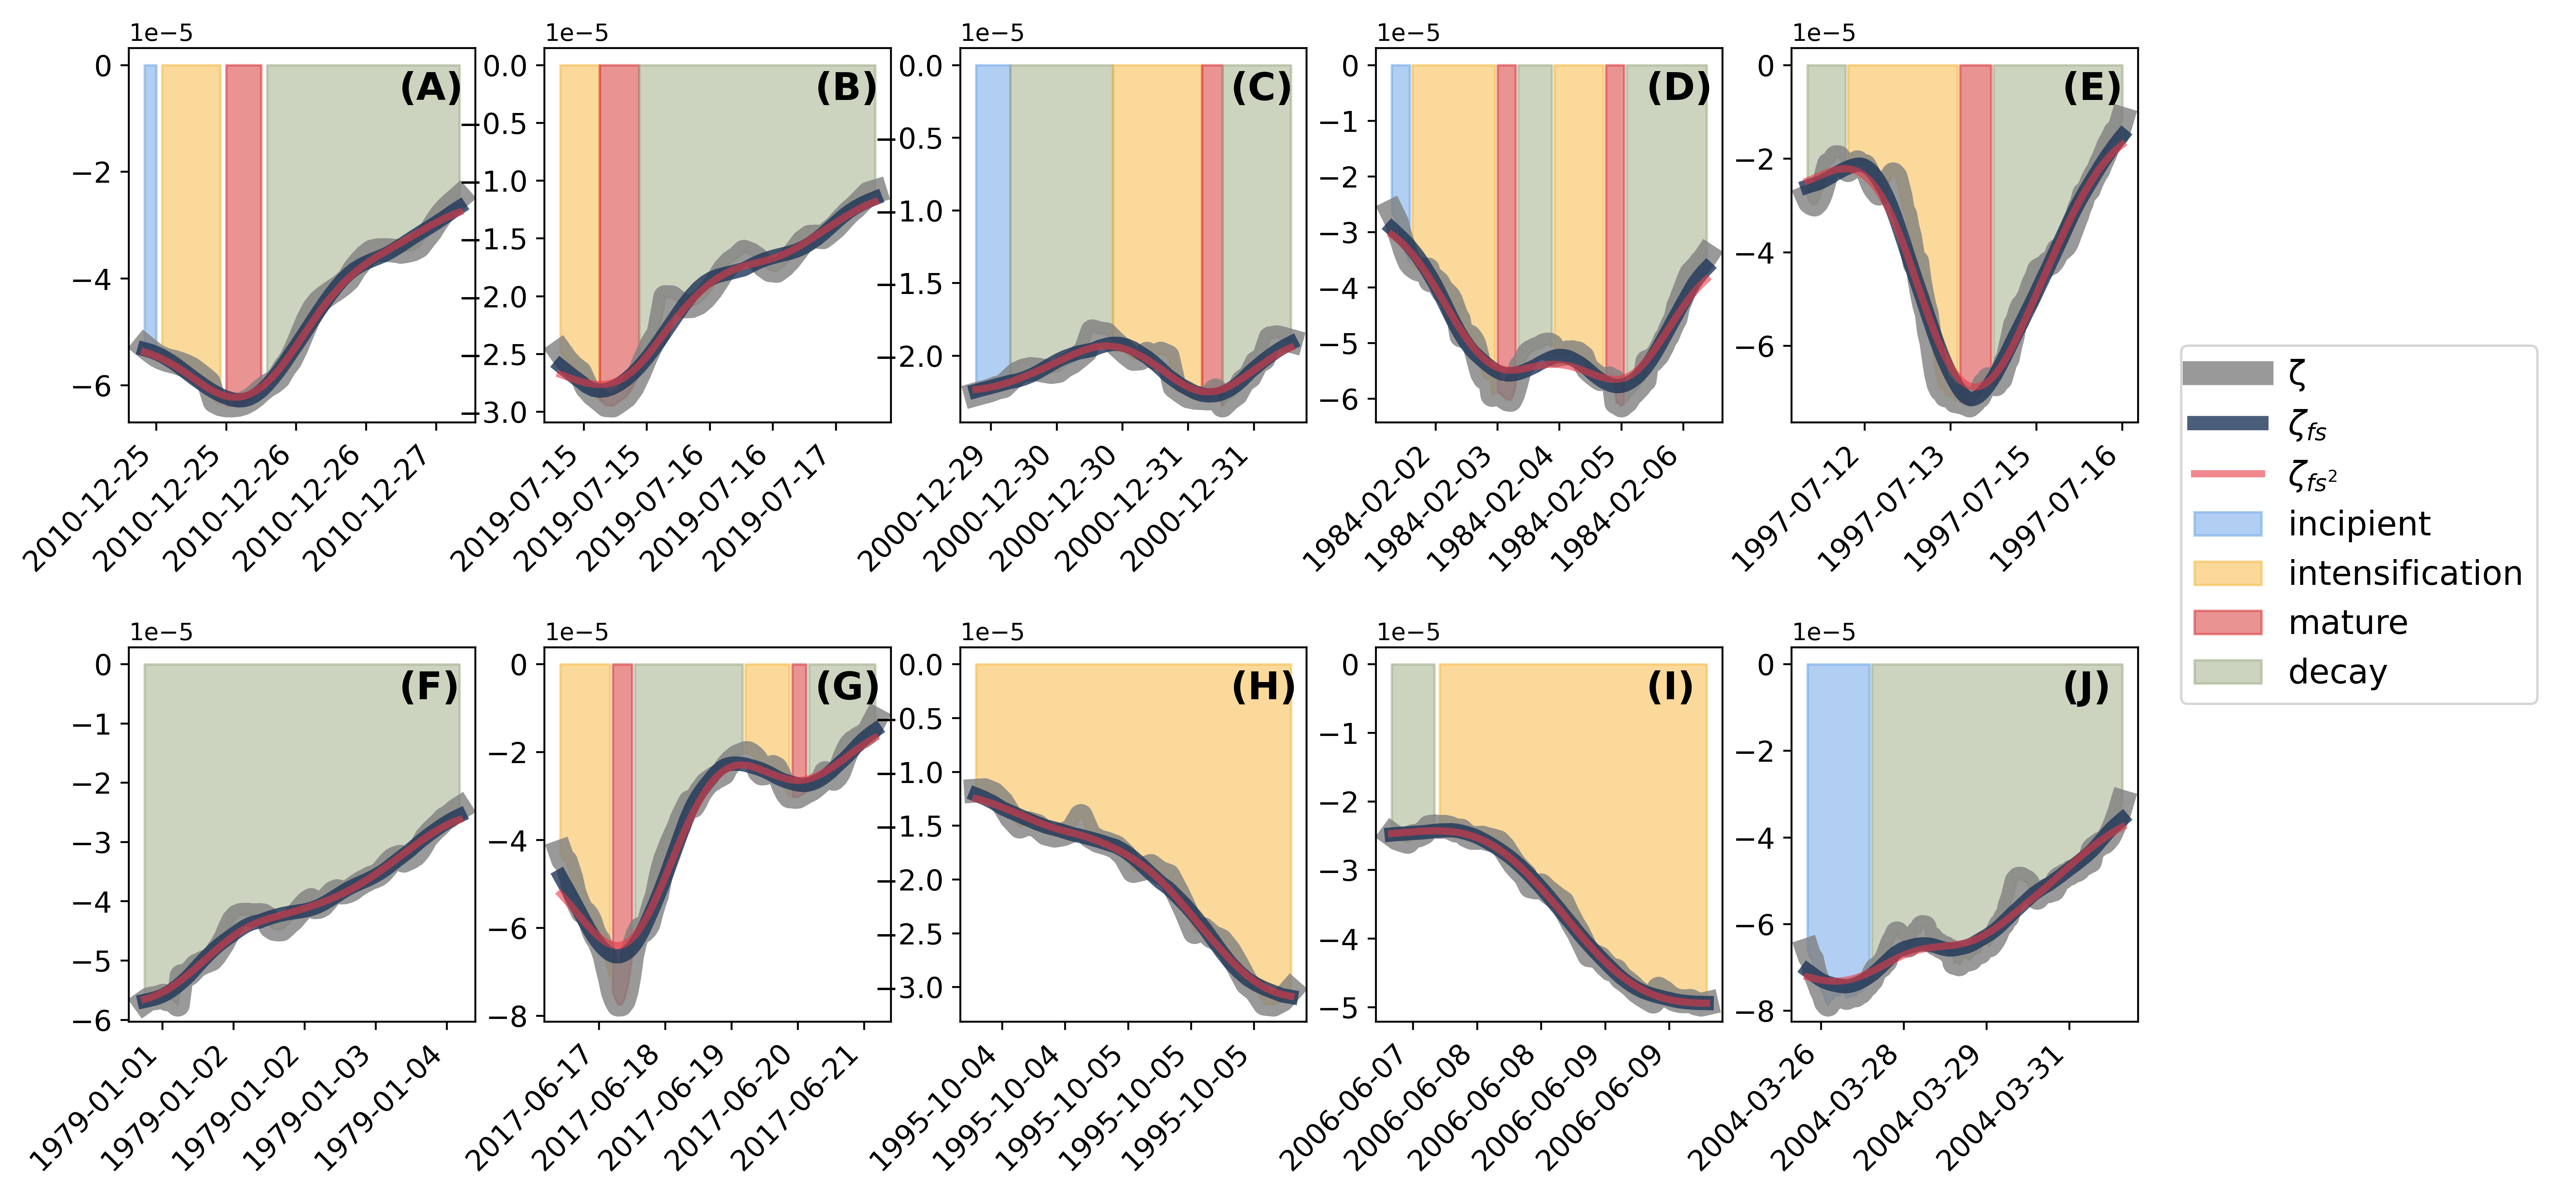 1e−5 1e−5 1e−5 1e−5 1e−5
(A) (B) (C) (D) (E)
0 −2 −4 −6
0.0 −0.5 −1.0 −1.5 −2.0 −2.5 −3.0
0.0 −0.5 −1.0 −1.5 −2.0
0 −1 −2 −3 −4 −5 −6
0 −2 −4 −6
2010-12-25 2010-12-25 2010-12-26 2010-12-26 2010-12-27
2019-07-15 2019-07-15 2019-07-16 2019-07-16 2019-07-17
2000-12-29 2000-12-30 2000-12-30 2000-12-31 2000-12-31
1984-02-02 1984-02-03 1984-02-04 1984-02-05 1984-02-06
1997-07-12 1997-07-13 1997-07-15 1997-07-16
ζ
ζfs
ζfs²
incipient
intensification
mature
decay
1e−5 1e−5 1e−5 1e−5 1e−5
(F) (G) (H) (I) (J)
0 −1 −2 −3 −4 −5 −6
0 −2 −4 −6 −8
0.0 −0.5 −1.0 −1.5 −2.0 −2.5 −3.0
0 −1 −2 −3 −4 −5
0 −2 −4 −6 −8
1979-01-01 1979-01-02 1979-01-02 1979-01-03 1979-01-04
2017-06-17 2017-06-18 2017-06-19 2017-06-20 2017-06-21
1995-10-04 1995-10-04 1995-10-05 1995-10-05 1995-10-05
2006-06-07 2006-06-08 2006-06-08 2006-06-09 2006-06-09
2004-03-26 2004-03-28 2004-03-29 2004-03-31